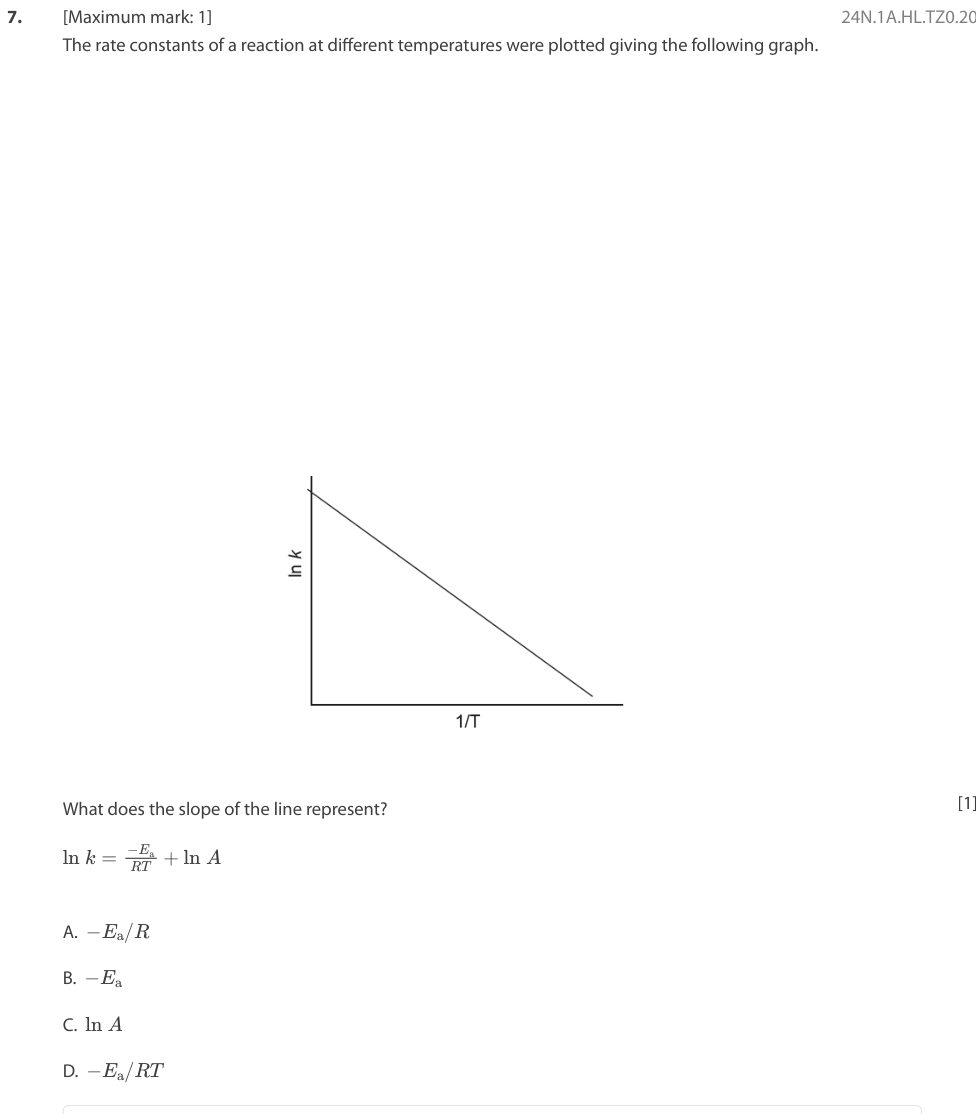 7. [Maximum mark: 1] 24N.1A.HL.TZ0.20
The rate constants of a reaction at different temperatures were plotted giving the following graph.
ln k
1/T
What does the slope of the line represent? [1]
ln k = −Eₐ/RT + ln A
A. −Eₐ/R
B. −Eₐ
C. ln A
D. −Eₐ/RT